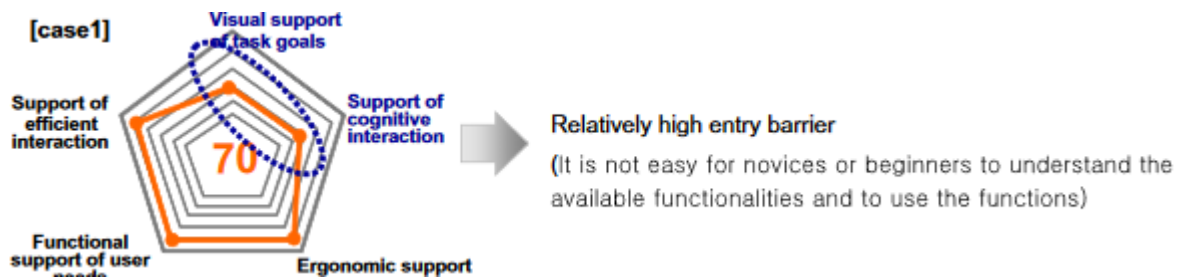 [case1]
Visual support
of task goals
Support of
efficient
interaction
Support of
cognitive
interaction
70
Functional
support of user
needs
Ergonomic support
Relatively high entry barrier
(It is not easy for novices or beginners to understand the
available functionalities and to use the functions)